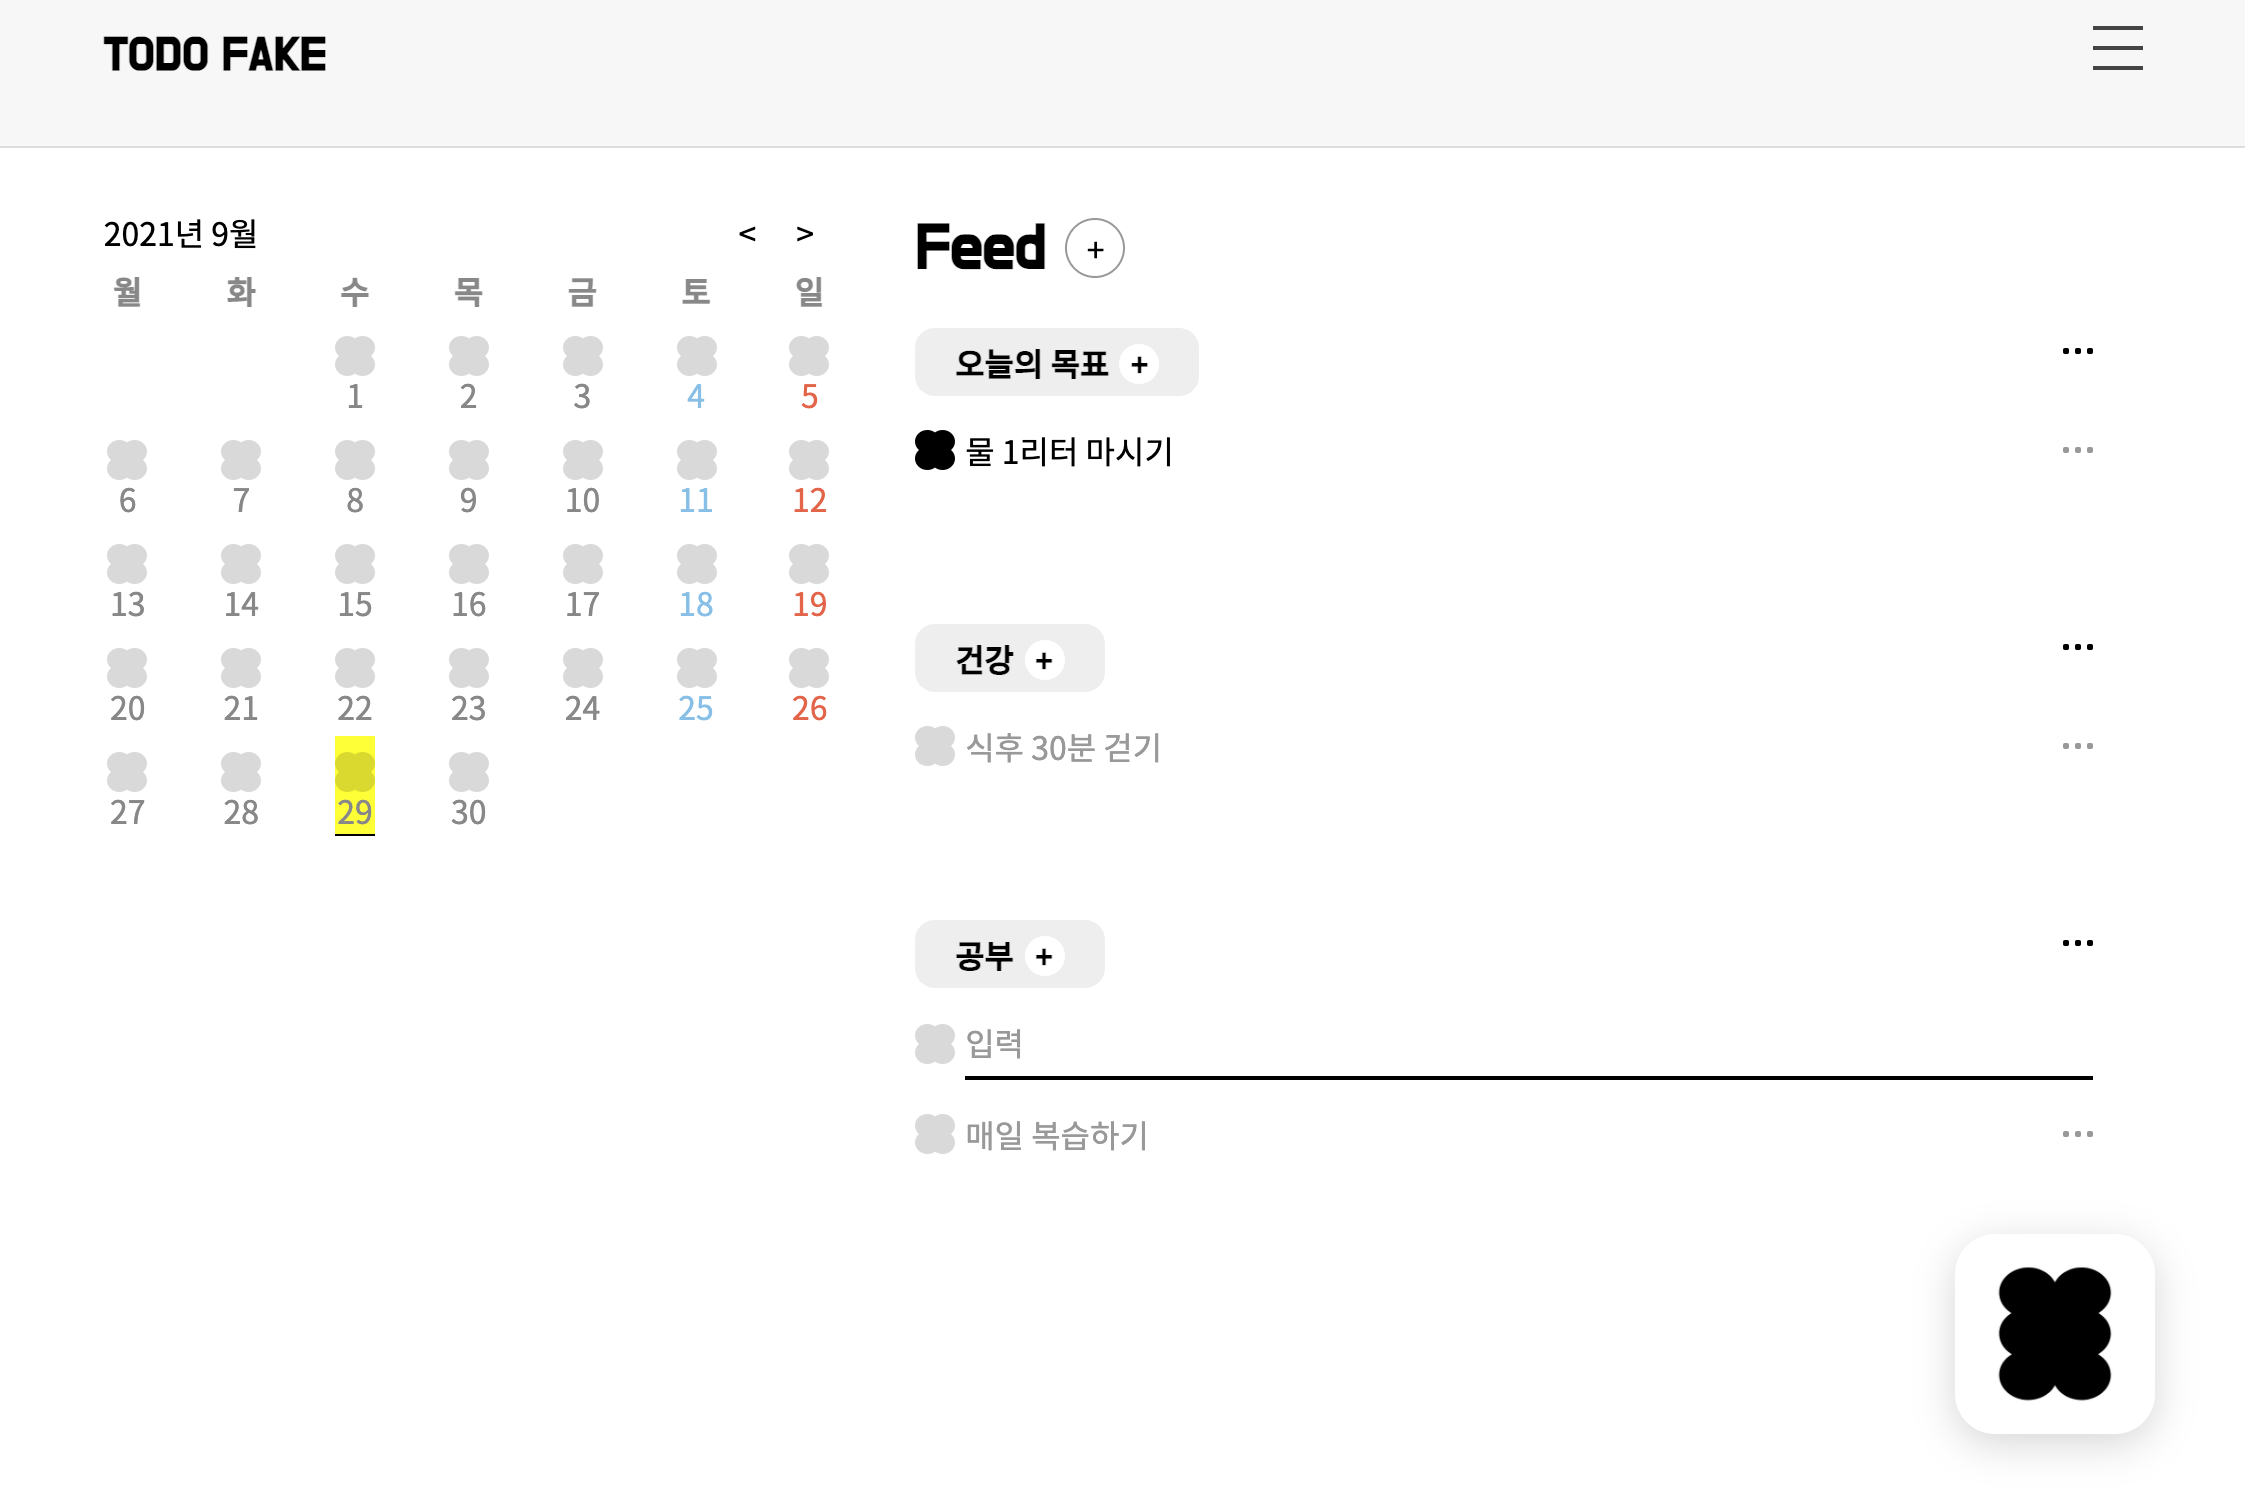 TODO FAKE
2021년 9월 < >
월 화 수 목 금 토 일
1 2 3 4 5
6 7 8 9 10 11 12
13 14 15 16 17 18 19
20 21 22 23 24 25 26
27 28 29 30
Feed +
오늘의 목표 + ...
물 1리터 마시기 ...
건강 + ...
식후 30분 걷기 ...
공부 + ...
입력
매일 복습하기 ...